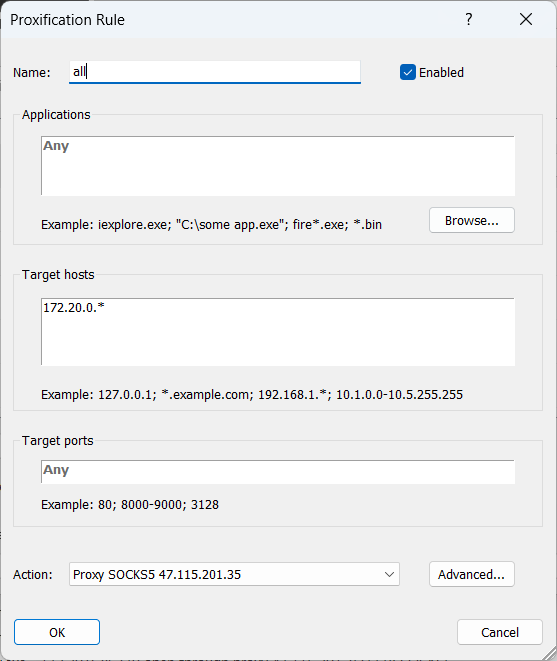 Proxification Rule
Name: all
Enabled
Applications
Any
Example: iexplore.exe; "C:\some app.exe"; fire*.exe; *.bin
Browse...
Target hosts
172.20.0.*
Example: 127.0.0.1; *.example.com; 192.168.1.*; 10.1.0.0-10.5.255.255
Target ports
Any
Example: 80; 8000-9000; 3128
Action: Proxy SOCKS5 47.115.201.35
Advanced...
OK
Cancel